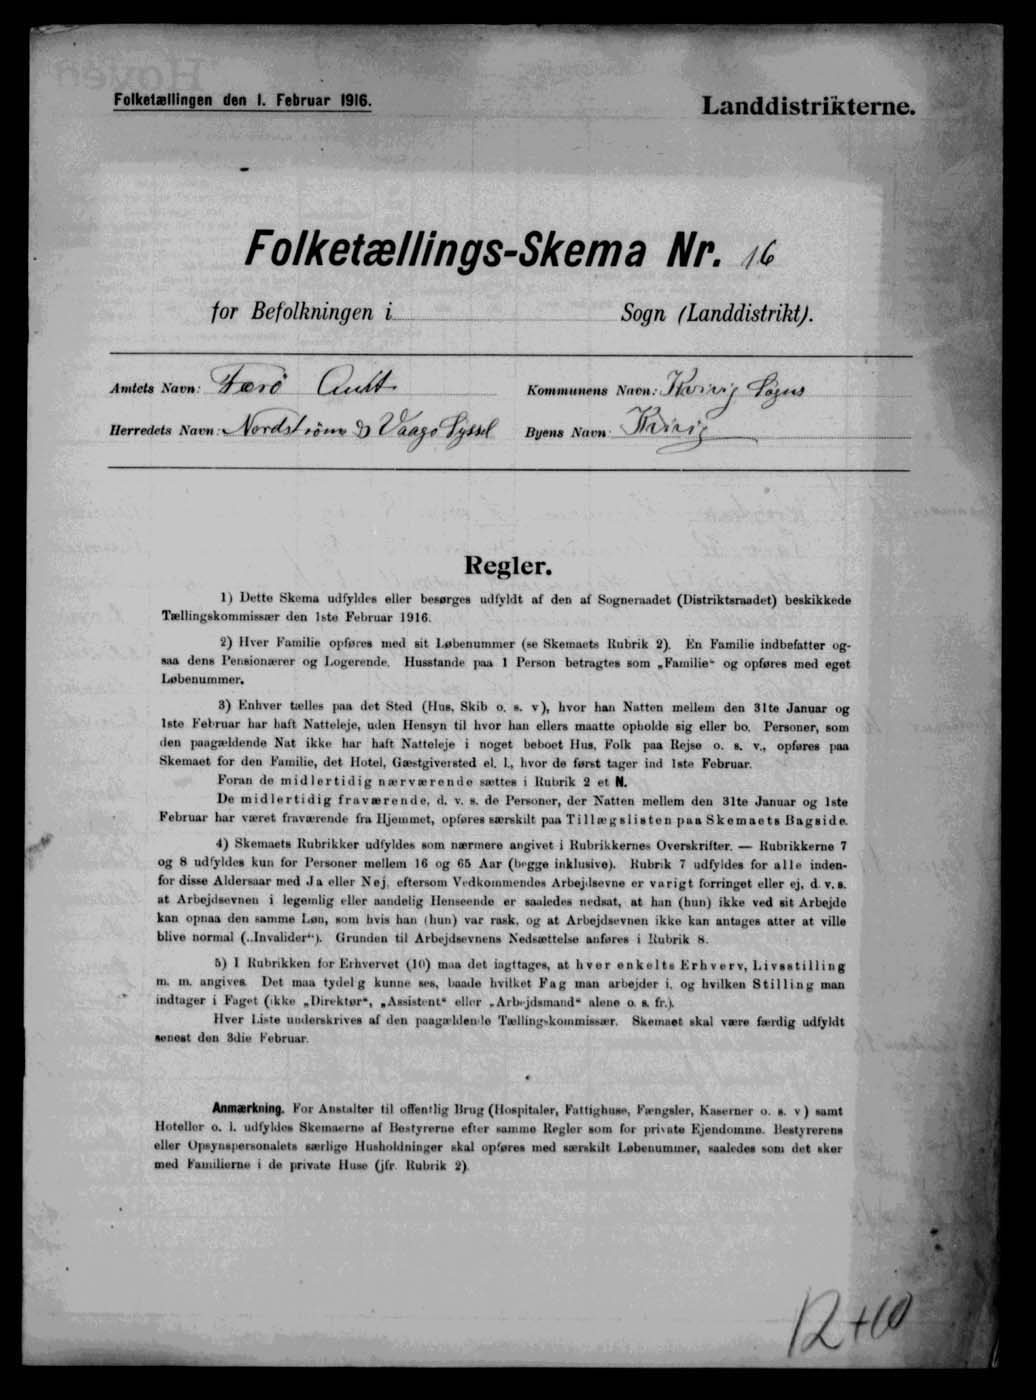 Folketællingen den 1. Februar 1916.
Landdistrikterne.
Folketællings-Skema Nr. 16
for Befolkningen i Sogn (Landdistrikt).
Amtets Navn: Færö Amt
Kommunens Navn: Kvivig Sogns
Herredets Navn: Nordströmö & Vaagö Syssel
Byens Navn: Kvivig
Regler.
1) Dette Skema udfyldes eller besørges udfyldt af den af Sogneraadet (Distriktsraadet) beskikkede
Tællingskommissær den 1ste Februar 1916.
2) Hver Familie opføres med sit Løbenummer (se Skemaets Rubrik 2). En Familie indbefatter og-
saa dens Pensionærer og Logerende. Husstande paa 1 Person betragtes som „Familie“ og opføres med eget
Løbenummer.
3) Enhver tælles paa det Sted (Hus, Skib o. s. v), hvor han Natten mellem den 31te Januar og
1ste Februar har haft Natteleje, uden Hensyn til hvor han ellers maatte opholde sig eller bo. Personer, som
den paagældende Nat ikke har haft Natteleje i noget beboet Hus, Folk paa Rejse o. s. v., opføres paa
Skemaet for den Familie, det Hotel, Gæstgiversted el. l., hvor de først tager ind 1ste Februar.
Foran de midlertidig nærværende sættes i Rubrik 2 et N.
De midlertidig fraværende, d. v. s. de Personer, der Natten mellem den 31te Januar og 1ste
Februar har været fraværende fra Hjemmet, opføres særskilt paa Tillægslisten paa Skemaets Bagside.
4) Skemaets Rubrikker udfyldes som nærmere angivet i Rubrikkernes Overskrifter. — Rubrikkerne 7
og 8 udfyldes kun for Personer mellem 16 og 65 Aar (begge inklusive). Rubrik 7 udfyldes for alle inden-
for disse Aldersaar med Ja eller Nej, eftersom Vedkommendes Arbejdsevne er varigt forringet eller ej, d. v. s.
at Arbejdsevnen i legemlig eller aandelig Henseende er saaledes nedsat, at han (hun) ikke ved sit Arbejde
kan opnaa den samme Løn, som hvis han (hun) var rask, og at Arbejdsevnen ikke kan antages atter at ville
blive normal („Invalider“). Grunden til Arbejdsevnens Nedsættelse anføres i Rubrik 8.
5) I Rubrikken for Erhvervet (10) maa det iagttages, at hver enkelts Erhverv, Livsstilling
m. m. angives. Det maa tydelig kunne ses, baade hvilket Fag man arbejder i, og hvilken Stilling man
indtager i Faget (ikke „Direktør“, „Assistent“ eller „Arbejdsmand“ alene o. s. fr.).
Hver Liste underskrives af den paagældende Tællingskommissær. Skemaet skal være færdig udfyldt
senest den 3die Februar.
Anmærkning. For Anstalter til offentlig Brug (Hospitaler, Fattighuse, Fængsler, Kaserner o. s. v) samt
Hoteller o. l. udfyldes Skemaerne af Bestyrerne efter samme Regler som for private Ejendomme. Bestyrerens
eller Opsynspersonalets særlige Husholdninger skal opføres med særskilt Løbenummer, saaledes som det sker
med Familierne i de private Huse (jfr. Rubrik 2).
12+10